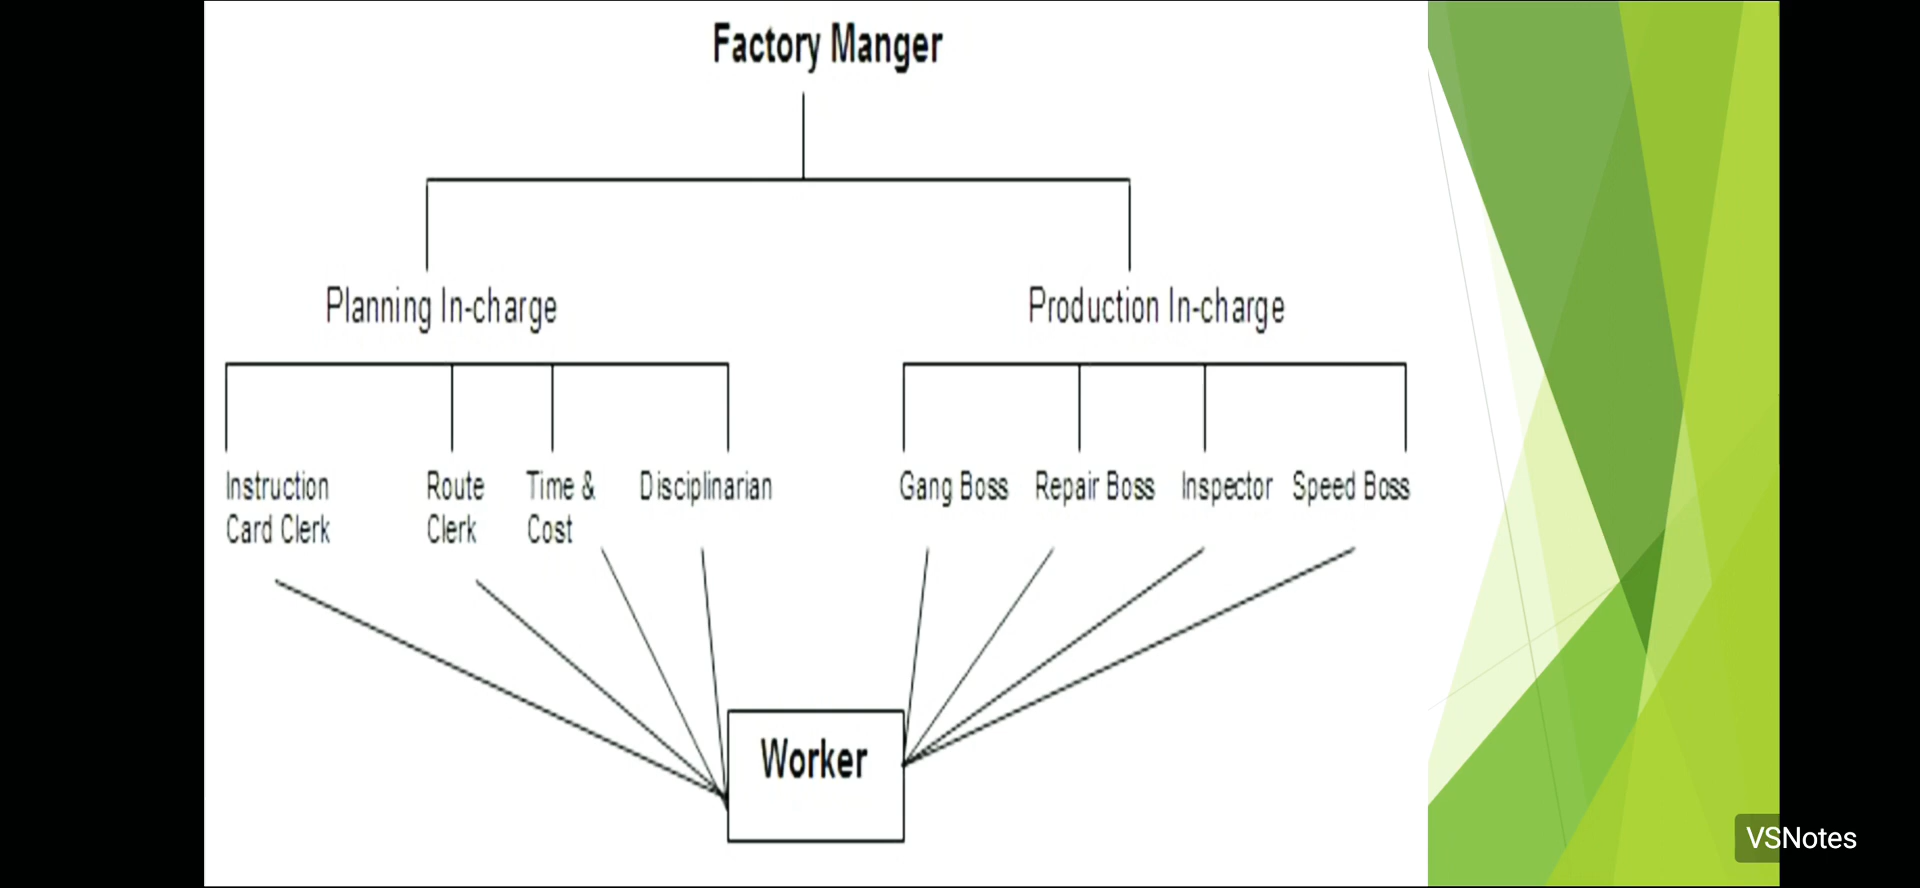 Factory Manger
Planning In-charge
Production In-charge
Instruction
Card Clerk
Route
Clerk
Time &
Cost
Disciplinarian
Gang Boss
Repair Boss
Inspector
Speed Boss
Worker
VSNotes